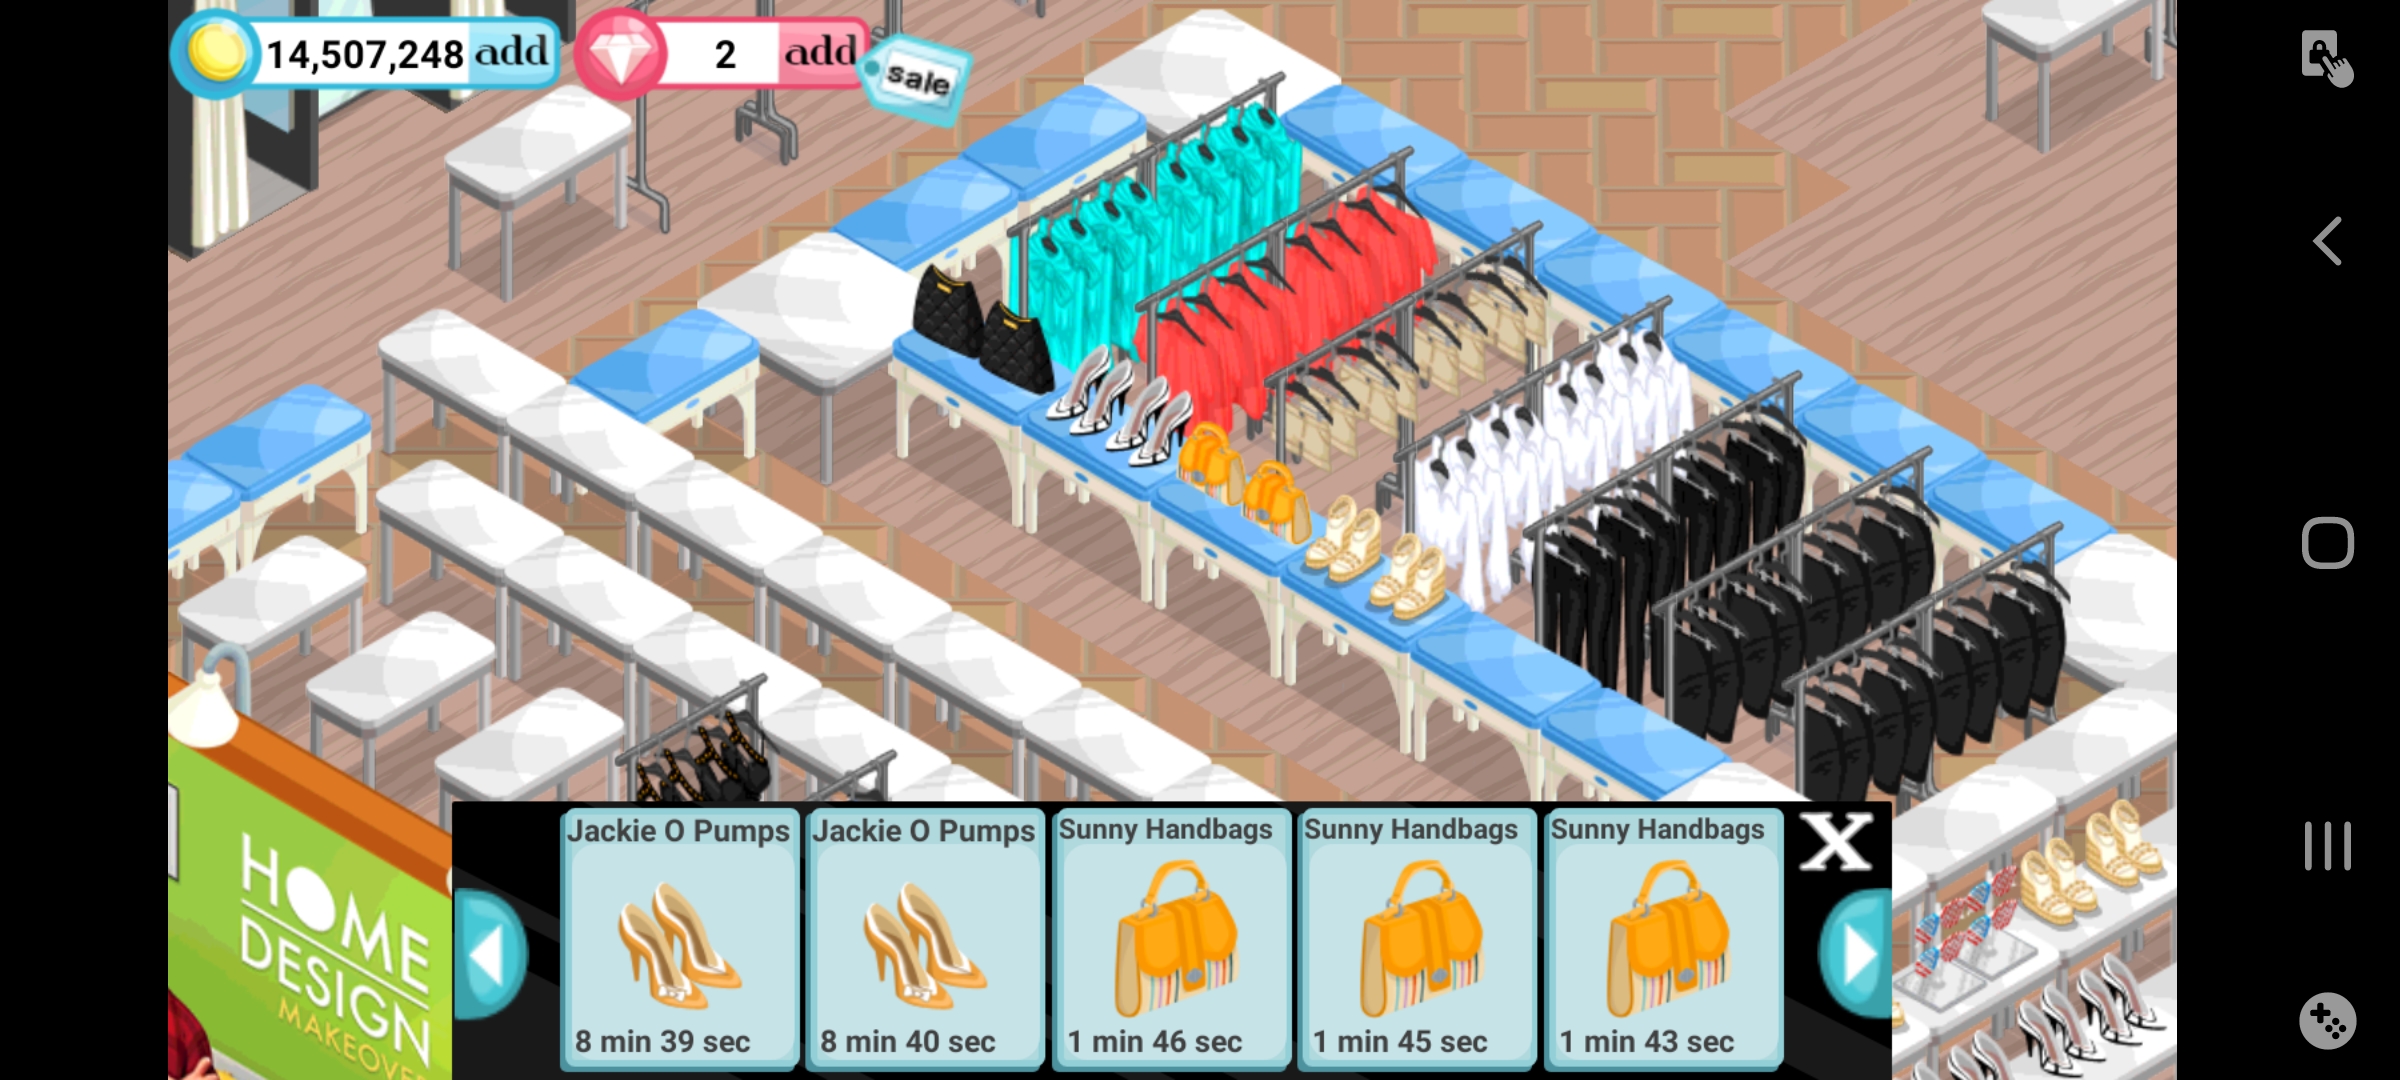 14,507,248 add
2 add
sale
Jackie O Pumps
8 min 39 sec
Jackie O Pumps
8 min 40 sec
Sunny Handbags
1 min 46 sec
Sunny Handbags
1 min 45 sec
Sunny Handbags
1 min 43 sec
X
HOME
DESIGN
MAKEOVER